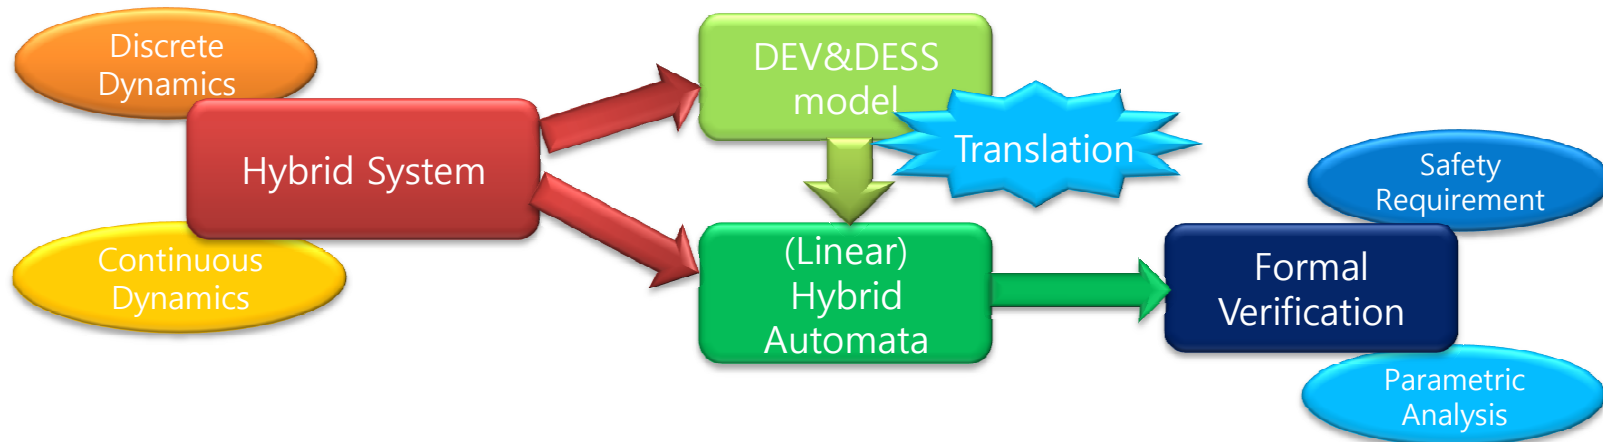 Discrete
Dynamics
Hybrid System
Continuous
Dynamics
DEV&DESS
model
Translation
(Linear)
Hybrid
Automata
Safety
Requirement
Formal
Verification
Parametric
Analysis